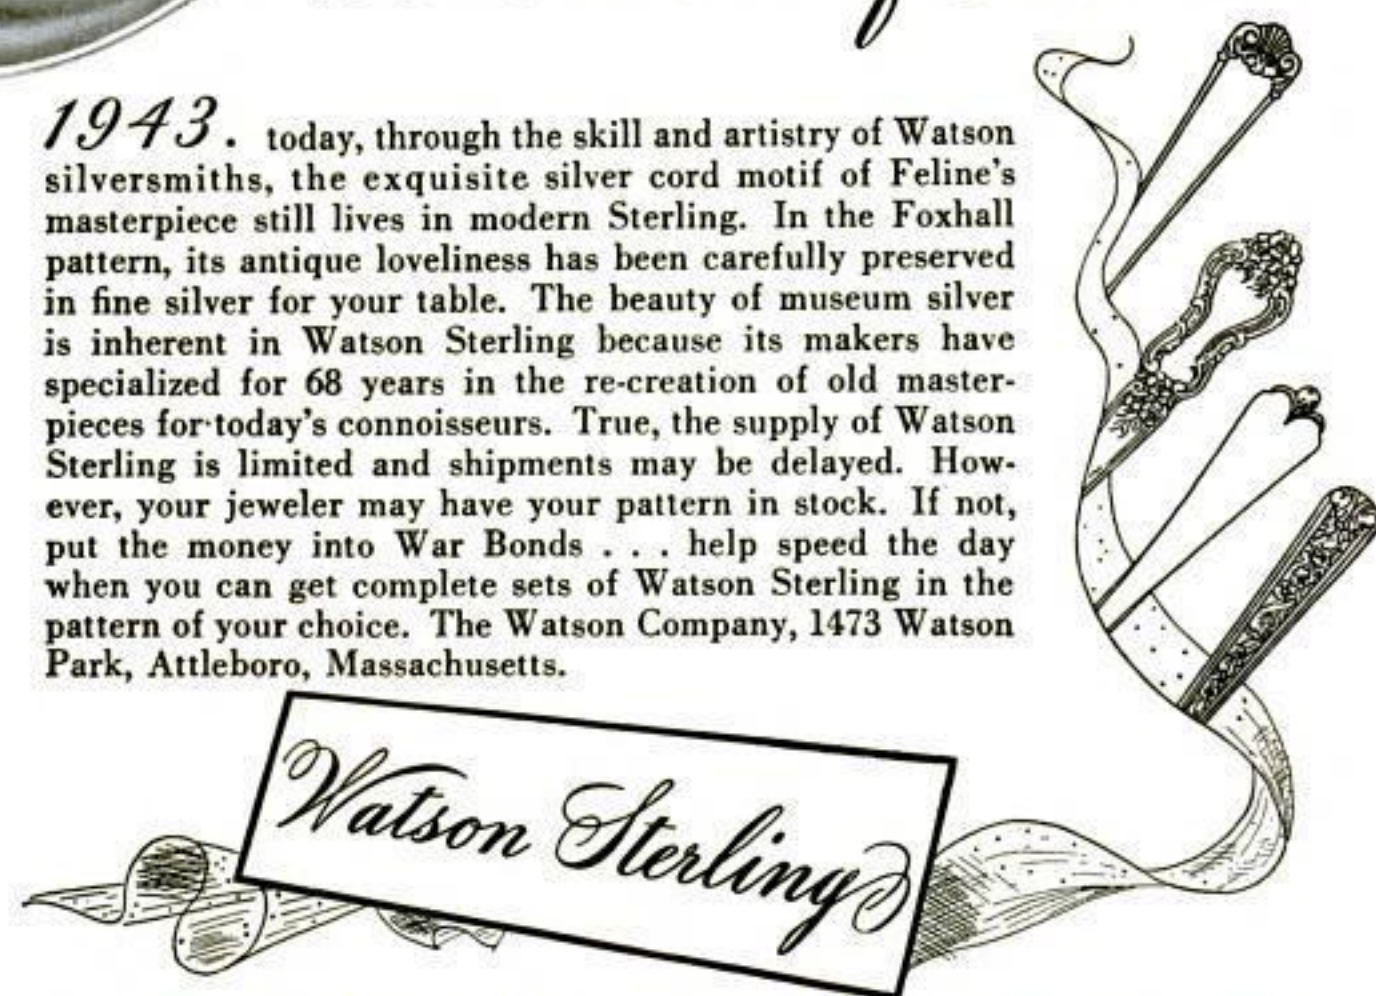 1943. today, through the skill and artistry of Watson
silversmiths, the exquisite silver cord motif of Feline's
masterpiece still lives in modern Sterling. In the Foxhall
pattern, its antique loveliness has been carefully preserved
in fine silver for your table. The beauty of museum silver
is inherent in Watson Sterling because its makers have
specialized for 68 years in the re-creation of old master-
pieces for today's connoisseurs. True, the supply of Watson
Sterling is limited and shipments may be delayed. How-
ever, your jeweler may have your pattern in stock. If not,
put the money into War Bonds . . . help speed the day
when you can get complete sets of Watson Sterling in the
pattern of your choice. The Watson Company, 1473 Watson
Park, Attleboro, Massachusetts.
Watson Sterling